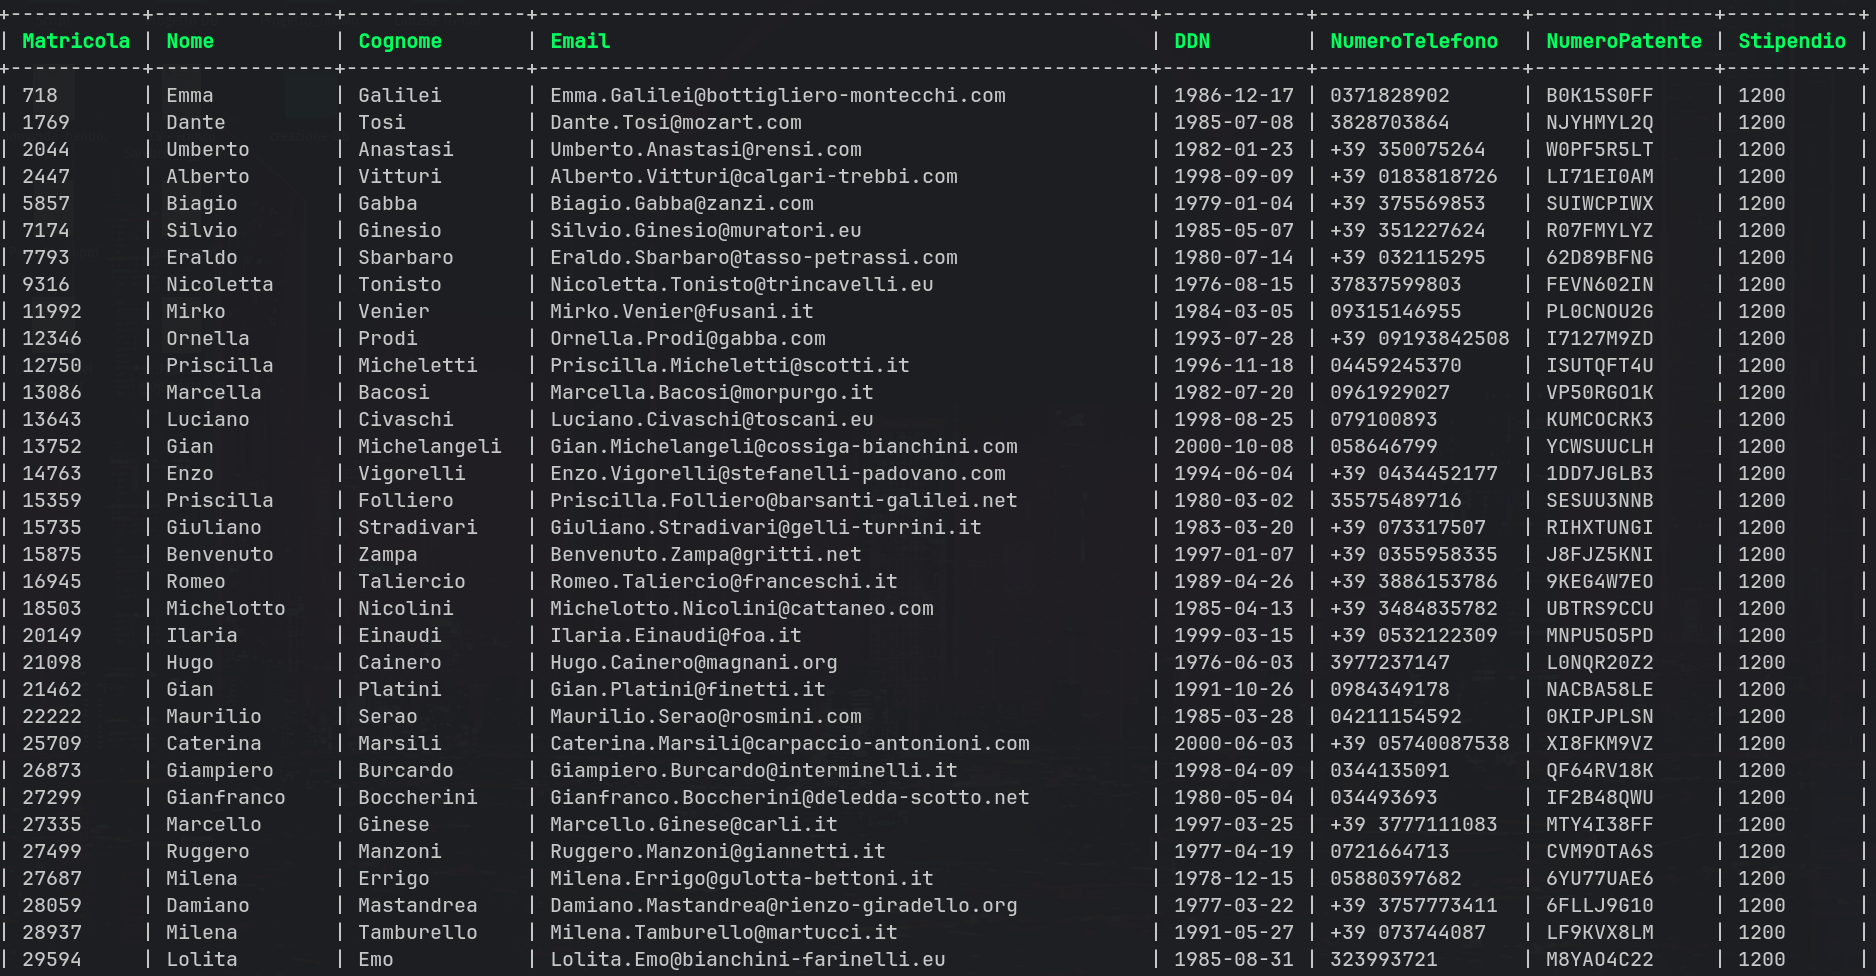 | Matricola | Nome | Cognome | Email | DDN | NumeroTelefono | NumeroPatente | Stipendio |
| 718 | Emma | Galilei | Emma.Galilei@bottigliero-montecchi.com | 1986-12-17 | 0371828902 | B0K15S0FF | 1200 |
| 1769 | Dante | Tosi | Dante.Tosi@mozart.com | 1985-07-08 | 3828703864 | NJYHMYL2Q | 1200 |
| 2044 | Umberto | Anastasi | Umberto.Anastasi@rensi.com | 1982-01-23 | +39 350075264 | W0PF5R5LT | 1200 |
| 2447 | Alberto | Vitturi | Alberto.Vitturi@calgari-trebbi.com | 1998-09-09 | +39 0183818726 | LI71EI0AM | 1200 |
| 5857 | Biagio | Gabba | Biagio.Gabba@zanzi.com | 1979-01-04 | +39 375569853 | SUIWCPIWX | 1200 |
| 7174 | Silvio | Ginesio | Silvio.Ginesio@muratori.eu | 1985-05-07 | +39 351227624 | R07FMYLYZ | 1200 |
| 7793 | Eraldo | Sbarbaro | Eraldo.Sbarbaro@tasso-petrassi.com | 1980-07-14 | +39 032115295 | 62D89BFNG | 1200 |
| 9316 | Nicoletta | Tonisto | Nicoletta.Tonisto@trincavelli.eu | 1976-08-15 | 37837599803 | FEVN602IN | 1200 |
| 11992 | Mirko | Venier | Mirko.Venier@fusani.it | 1984-03-05 | 09315146955 | PL0CNOU2G | 1200 |
| 12346 | Ornella | Prodi | Ornella.Prodi@gabba.com | 1993-07-28 | +39 09193842508 | I7127M9ZD | 1200 |
| 12750 | Priscilla | Micheletti | Priscilla.Micheletti@scotti.it | 1996-11-18 | 04459245370 | ISUTQFT4U | 1200 |
| 13086 | Marcella | Bacosi | Marcella.Bacosi@morpurgo.it | 1982-07-20 | 0961929027 | VP50RGO1K | 1200 |
| 13643 | Luciano | Civaschi | Luciano.Civaschi@toscani.eu | 1998-08-25 | 079100893 | KUMCOCRK3 | 1200 |
| 13752 | Gian | Michelangeli | Gian.Michelangeli@cossiga-bianchini.com | 2000-10-08 | 058646799 | YCWSUUCLH | 1200 |
| 14763 | Enzo | Vigorelli | Enzo.Vigorelli@stefanelli-padovano.com | 1994-06-04 | +39 0434452177 | 1DD7JGLB3 | 1200 |
| 15359 | Priscilla | Folliero | Priscilla.Folliero@barsanti-galilei.net | 1980-03-02 | 35575489716 | SESUU3NNB | 1200 |
| 15735 | Giuliano | Stradivari | Giuliano.Stradivari@gelli-turrini.it | 1983-03-20 | +39 073317507 | RIHXTUNGI | 1200 |
| 15875 | Benvenuto | Zampa | Benvenuto.Zampa@gritti.net | 1997-01-07 | +39 0355958335 | J8FJZ5KNI | 1200 |
| 16945 | Romeo | Taliercio | Romeo.Taliercio@franceschi.it | 1989-04-26 | +39 3886153786 | 9KEG4W7EO | 1200 |
| 18503 | Michelotto | Nicolini | Michelotto.Nicolini@cattaneo.com | 1985-04-13 | +39 3484835782 | UBTRS9CCU | 1200 |
| 20149 | Ilaria | Einaudi | Ilaria.Einaudi@foa.it | 1999-03-15 | +39 0532122309 | MNPU5O5PD | 1200 |
| 21098 | Hugo | Cainero | Hugo.Cainero@magnani.org | 1976-06-03 | 3977237147 | L0NQR20Z2 | 1200 |
| 21462 | Gian | Platini | Gian.Platini@finetti.it | 1991-10-26 | 0984349178 | NACBA58LE | 1200 |
| 22222 | Maurilio | Serao | Maurilio.Serao@rosmini.com | 1985-03-28 | 04211154592 | 0KIPJPLSN | 1200 |
| 25709 | Caterina | Marsili | Caterina.Marsili@carpaccio-antonioni.com | 2000-06-03 | +39 05740087538 | XI8FKM9VZ | 1200 |
| 26873 | Giampiero | Burcardo | Giampiero.Burcardo@interminelli.it | 1998-04-09 | 0344135091 | QF64RV18K | 1200 |
| 27299 | Gianfranco | Boccherini | Gianfranco.Boccherini@deledda-scotto.net | 1980-05-04 | 034493693 | IF2B48QWU | 1200 |
| 27335 | Marcello | Ginese | Marcello.Ginese@carli.it | 1997-03-25 | +39 3777111083 | MTY4I38FF | 1200 |
| 27499 | Ruggero | Manzoni | Ruggero.Manzoni@giannetti.it | 1977-04-19 | 0721664713 | CVM9OTA6S | 1200 |
| 27687 | Milena | Errigo | Milena.Errigo@gulotta-bettoni.it | 1978-12-15 | 05880397682 | 6YU77UAE6 | 1200 |
| 28059 | Damiano | Mastandrea | Damiano.Mastandrea@rienzo-giradello.org | 1977-03-22 | +39 3757773411 | 6FLLJ9G10 | 1200 |
| 28937 | Milena | Tamburello | Milena.Tamburello@martucci.it | 1991-05-27 | +39 073744087 | LF9KVX8LM | 1200 |
| 29594 | Lolita | Emo | Lolita.Emo@bianchini-farinelli.eu | 1985-08-31 | 323993721 | M8YAO4C22 | 1200 |